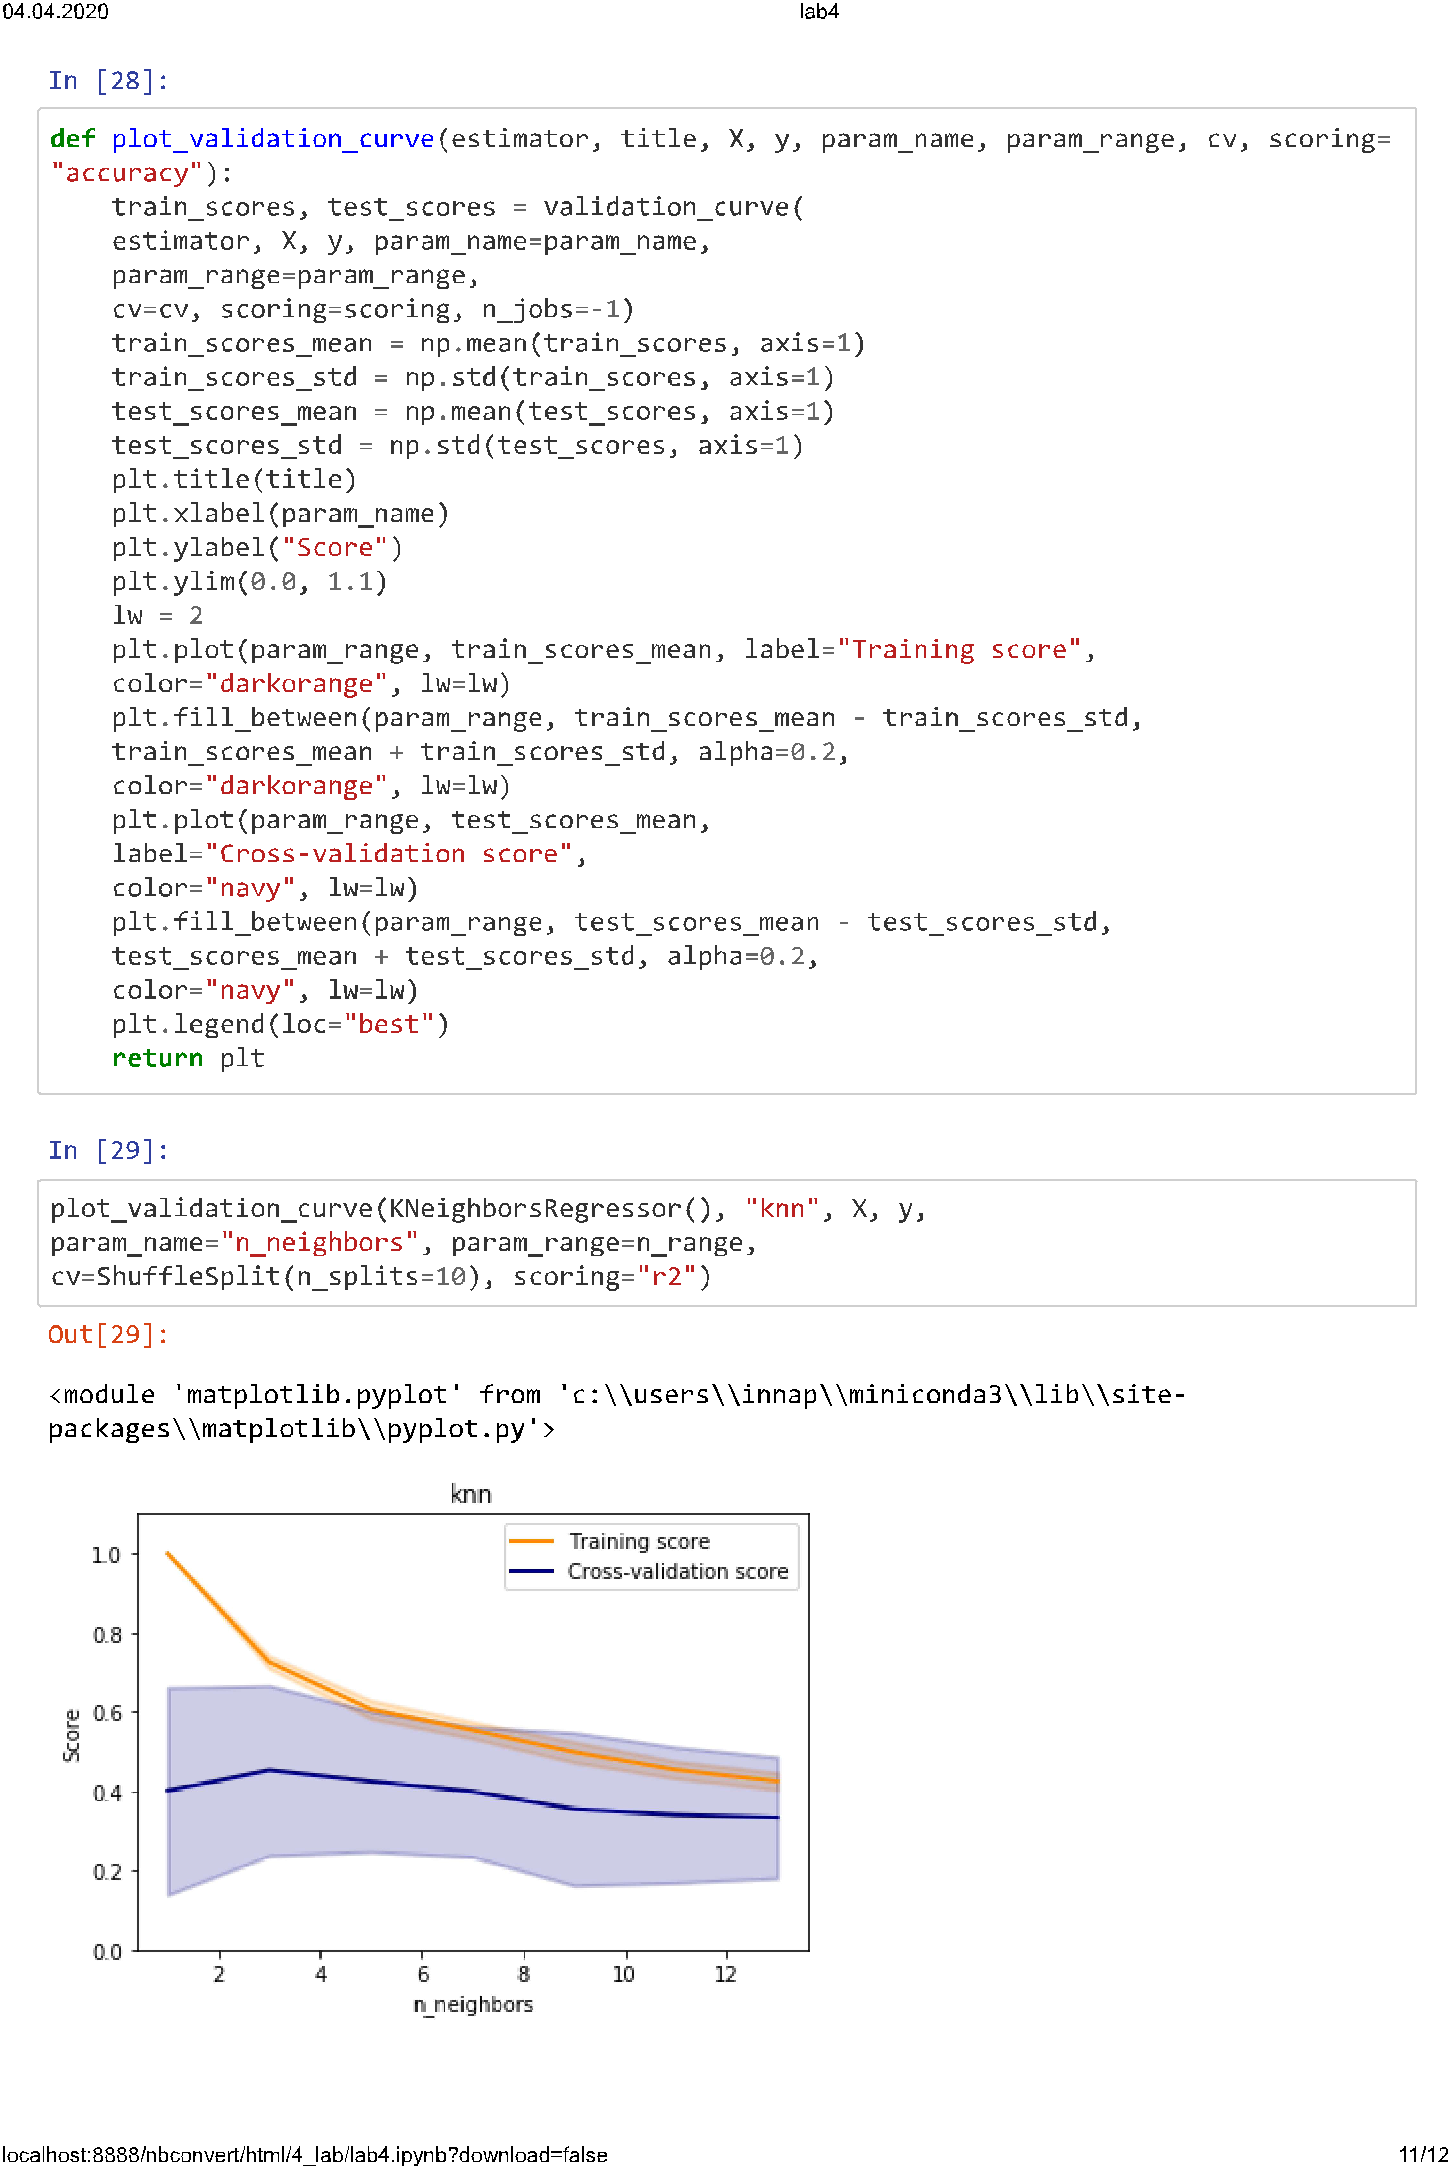 04.04.2020 lab4
In [28]:
def plot_validation_curve(estimator, title, X, y, param_name, param_range, cv, scoring=
"accuracy"):
    train_scores, test_scores = validation_curve(
    estimator, X, y, param_name=param_name,
    param_range=param_range,
    cv=cv, scoring=scoring, n_jobs=-1)
    train_scores_mean = np.mean(train_scores, axis=1)
    train_scores_std = np.std(train_scores, axis=1)
    test_scores_mean = np.mean(test_scores, axis=1)
    test_scores_std = np.std(test_scores, axis=1)
    plt.title(title)
    plt.xlabel(param_name)
    plt.ylabel("Score")
    plt.ylim(0.0, 1.1)
    lw = 2
    plt.plot(param_range, train_scores_mean, label="Training score",
    color="darkorange", lw=lw)
    plt.fill_between(param_range, train_scores_mean - train_scores_std,
    train_scores_mean + train_scores_std, alpha=0.2,
    color="darkorange", lw=lw)
    plt.plot(param_range, test_scores_mean,
    label="Cross-validation score",
    color="navy", lw=lw)
    plt.fill_between(param_range, test_scores_mean - test_scores_std,
    test_scores_mean + test_scores_std, alpha=0.2,
    color="navy", lw=lw)
    plt.legend(loc="best")
    return plt
In [29]:
plot_validation_curve(KNeighborsRegressor(), "knn", X, y,
param_name="n_neighbors", param_range=n_range,
cv=ShuffleSplit(n_splits=10), scoring="r2")
Out[29]:
<module 'matplotlib.pyplot' from 'c:\\users\\innap\\miniconda3\\lib\\site-
packages\\matplotlib\\pyplot.py'>
knn
Training score
Cross-validation score
1.0
0.8
0.6
0.4
0.2
0.0
Score
2 4 6 8 10 12
n_neighbors
localhost:8888/nbconvert/html/4_lab/lab4.ipynb?download=false 11/12